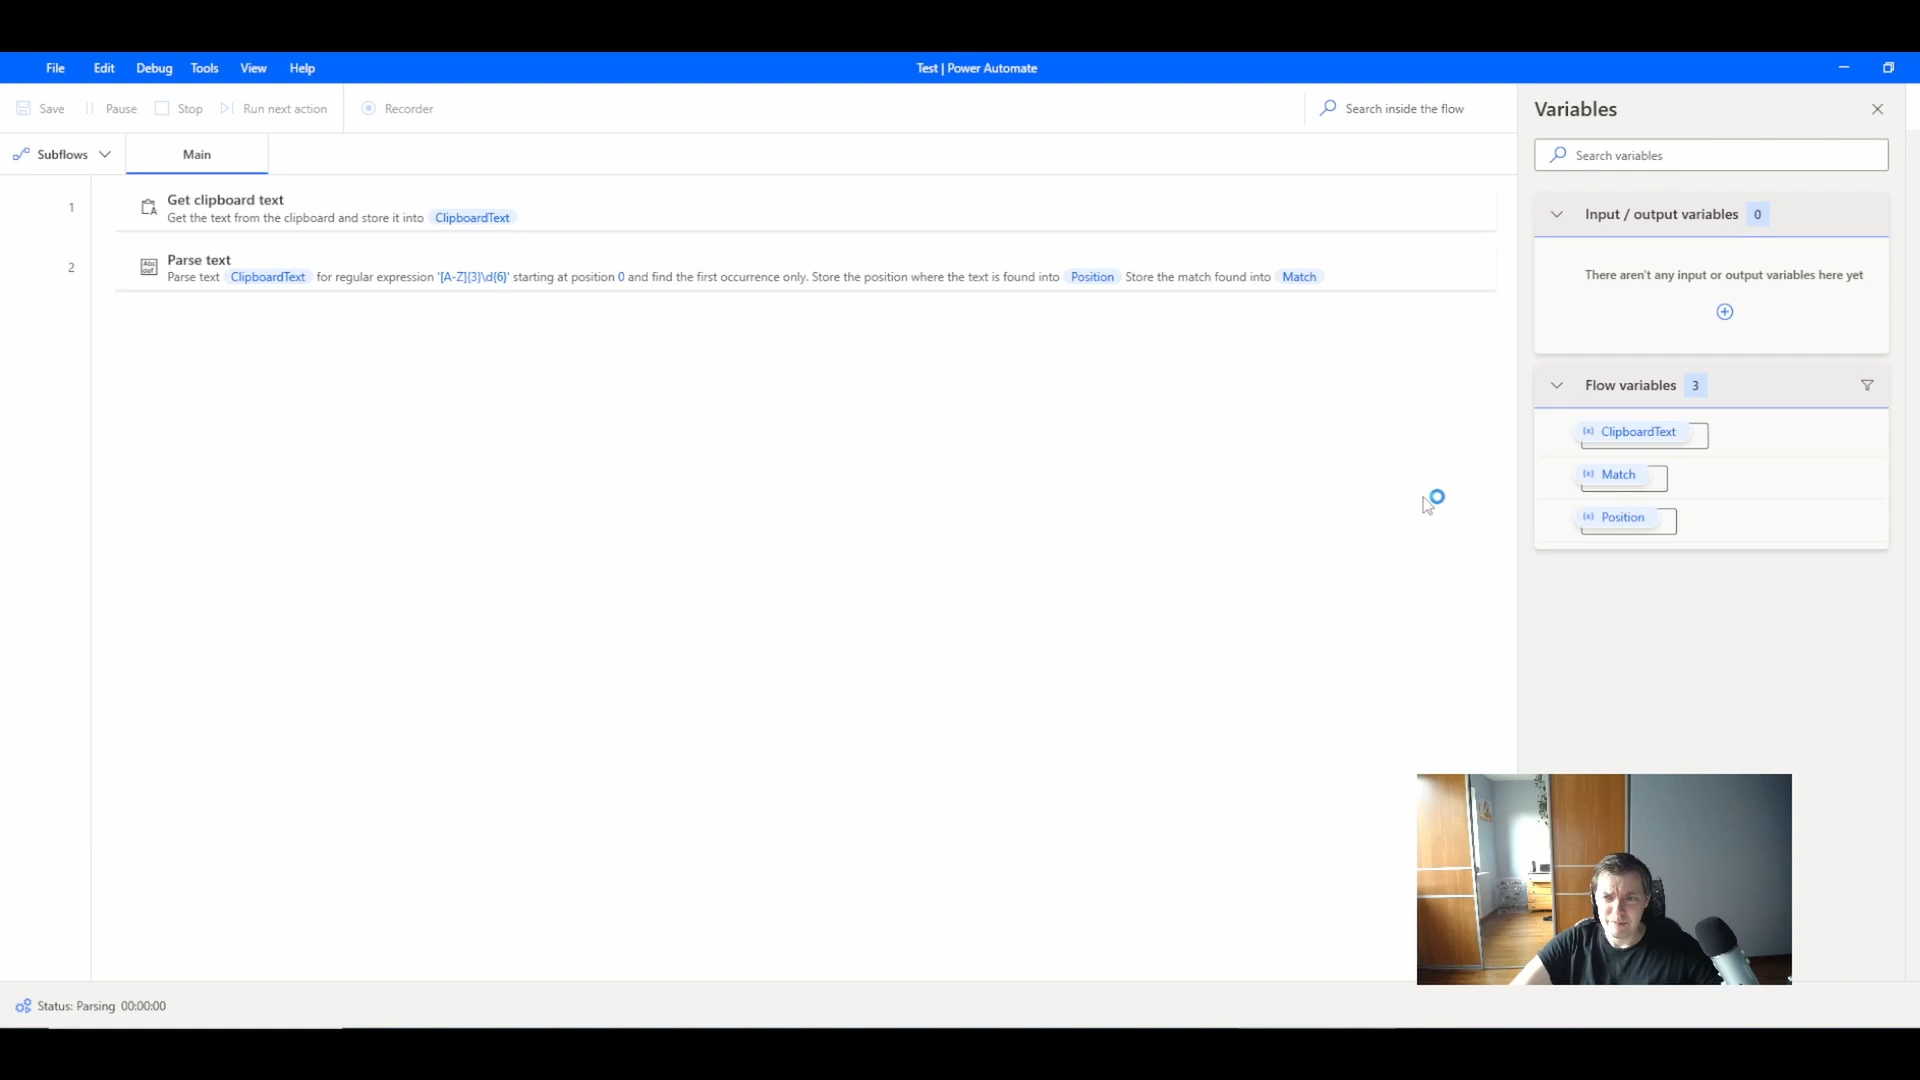 File Edit Debug Tools View Help Test | Power Automate
Save Pause Stop Run next action Recorder Search inside the flow
Variables
Subflows Main
Search variables
1 Get clipboard text
Get the text from the clipboard and store it into ClipboardText
Input / output variables 0
2 Parse text
Parse text ClipboardText for regular expression '[A-Z]{3}\d{6}' starting at position 0 and find the first occurrence only. Store the position where the text is found into Position Store the match found into Match
There aren't any input or output variables here yet
Flow variables 3
{x} ClipboardText
{x} Match
{x} Position
Status: Parsing 00:00:00